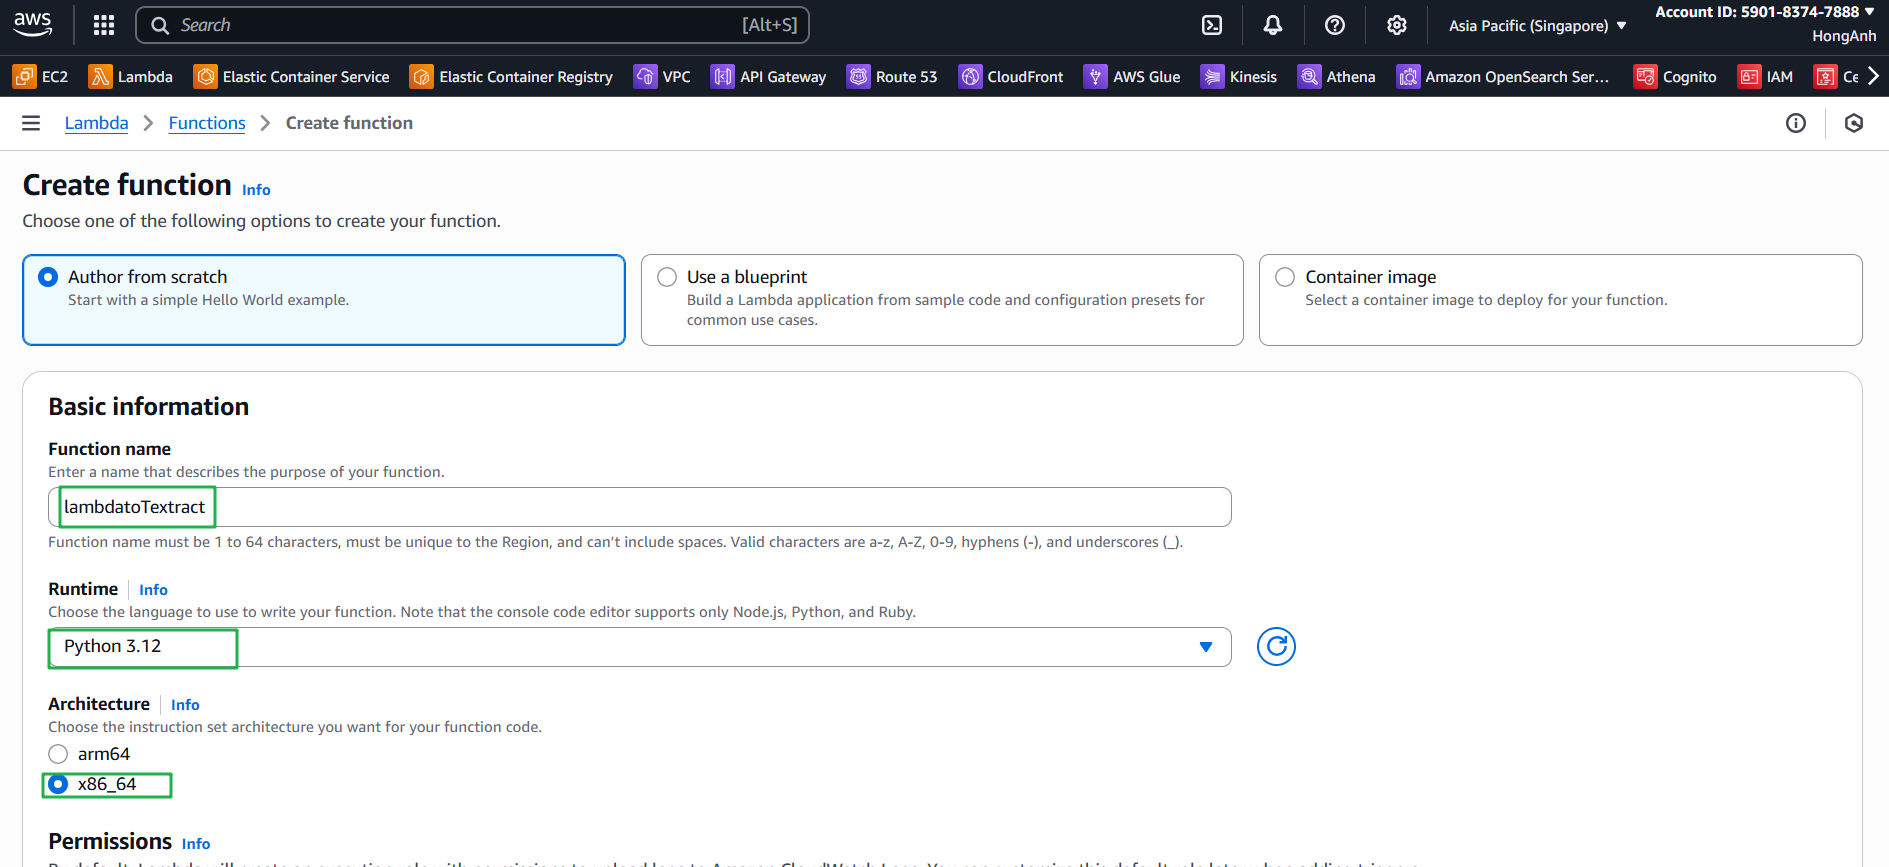 aws
Search [Alt+S]
Asia Pacific (Singapore)
Account ID: 5901-8374-7888
HongAnh
EC2 Lambda Elastic Container Service Elastic Container Registry VPC API Gateway Route 53 CloudFront AWS Glue Kinesis Athena Amazon OpenSearch Ser... Cognito IAM Ce
Lambda Functions Create function
Create function Info
Choose one of the following options to create your function.
Author from scratch
Start with a simple Hello World example.
Use a blueprint
Build a Lambda application from sample code and configuration presets for
common use cases.
Container image
Select a container image to deploy for your function.
Basic information
Function name
Enter a name that describes the purpose of your function.
lambdatoTextract
Function name must be 1 to 64 characters, must be unique to the Region, and can't include spaces. Valid characters are a-z, A-Z, 0-9, hyphens (-), and underscores (_).
Runtime Info
Choose the language to use to write your function. Note that the console code editor supports only Node.js, Python, and Ruby.
Python 3.12
Architecture Info
Choose the instruction set architecture you want for your function code.
arm64
x86_64
Permissions Info